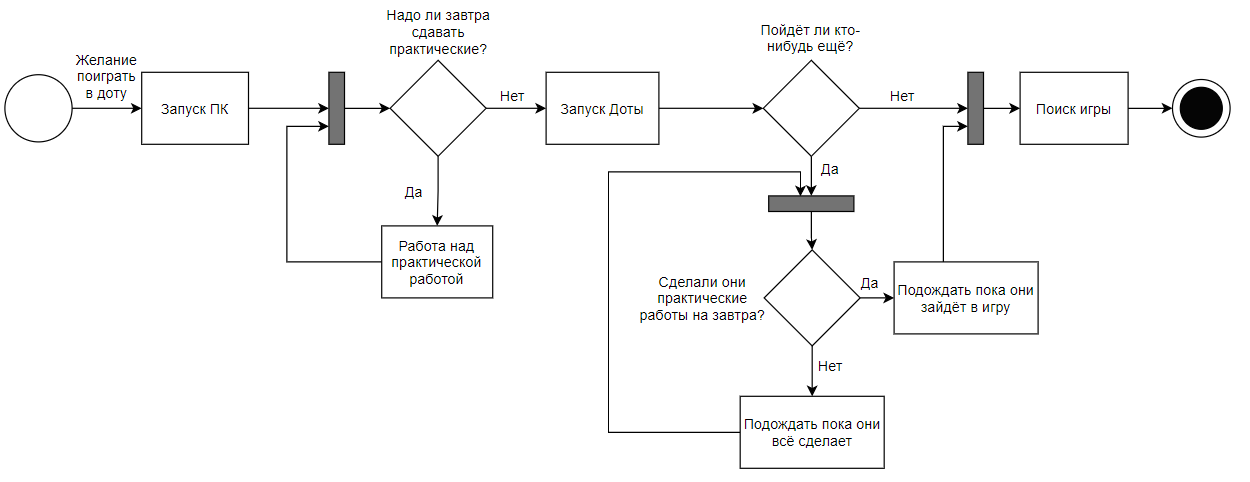 Желание
поиграть
в доту
Запуск ПК
Надо ли завтра
сдавать
практические?
Нет
Да
Работа над
практической
работой
Запуск Доты
Пойдёт ли кто-
нибудь ещё?
Нет
Да
Сделали они
практические
работы на завтра?
Да
Подождать пока они
зайдёт в игру
Нет
Подождать пока они
всё сделает
Поиск игры